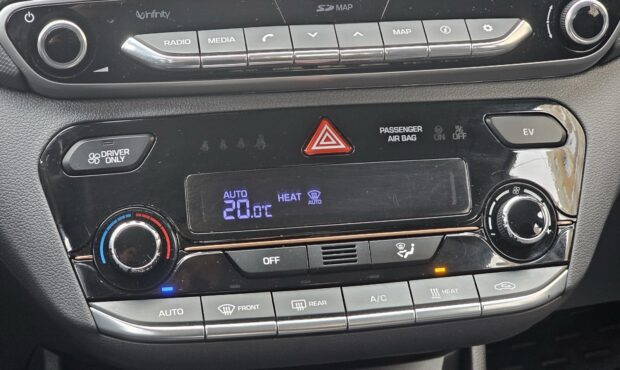 infinity
SD MAP
RADIO MEDIA HEAT MAP
DRIVER ONLY
PASSENGER AIR BAG
ON OFF
EV
AUTO
20.0°C
HEAT
AUTO
OFF
AUTO FRONT REAR A/C HEAT